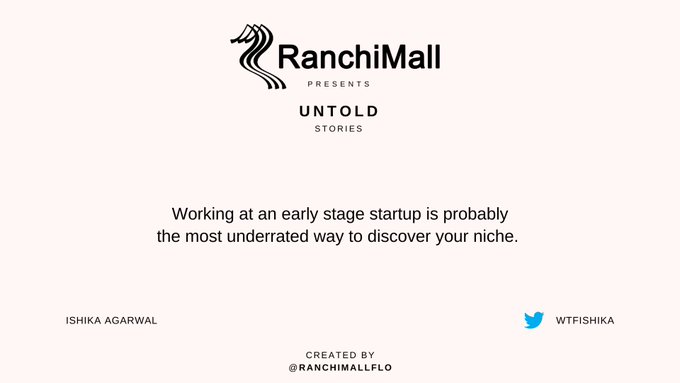 RanchiMall
PRESENTS
UNTOLD
STORIES
Working at an early stage startup is probably
the most underrated way to discover your niche.
ISHIKA AGARWAL
WTFISHIKA
CREATED BY
@RANCHIMALLFLO